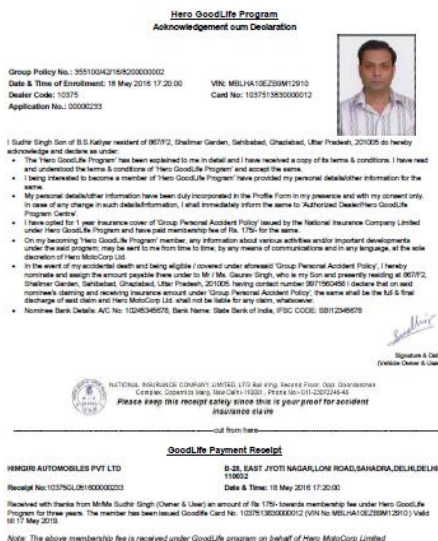 Hero GoodLife Program
Acknowledgement cum Declaration
Group Policy No.: 355100/42/16/8200000002
Date & Time of Enrollment: 18 May 2016 17:20:00 VIN: MBLHA10EZB9M12910
Dealer Code: 10375 Card No: 1037513830000012
Application No.: 00000233
I Sudhir Singh Son of B.S Katiyar resident of 867/F2, Shalimar Garden, Sahibabad, Ghaziabad, Uttar Pradesh, 201005 do hereby
acknowledge and declare as under:
• The 'Hero GoodLife Program' has been explained to me in detail and I have received a copy of its terms & conditions. I have read
and understood the terms & conditions of 'Hero GoodLife Program' and accept the same.
• I being interested to become a member of 'Hero GoodLife Program' have provided my personal details/other information for the
same.
• My personal details/other information have been duly incorporated in the Profile Form in my presence and with my consent only.
In case of any change in such details/information, I shall immediately inform the same to 'Authorized Dealer/Hero GoodLife
Program Centre'.
• I have opted for 1 year insurance cover of 'Group Personal Accident Policy' issued by the National Insurance Company Limited
under Hero GoodLife Program and have paid membership fee of Rs. 175/- for the same.
• On my becoming 'Hero GoodLife Program' member, any information about various activities and/or important developments
under the said program; may be sent to me from time to time; by any means of communications and in any language, at the sole
discretion of Hero MotoCorp Ltd.
• In the event of my accidental death and being eligible / covered under aforesaid 'Group Personal Accident Policy', I hereby
nominate and assign the amount payable there under to Mr / Ms. Gaurav Singh, who is my Son and presently residing at 867/F2,
Shalimar Garden, Sahibabad, Ghaziabad, Uttar Pradesh, 201005. having contact number 9971560458 I declare that on said
nominee's claiming and receiving insurance amount under 'Group Personal Accident Policy', the same shall be the full & final
discharge of said claim and Hero MotoCorp Ltd. shall not be liable for any claim, whatsoever.
• Nominee Bank Details: A/C No: 10245345678, Bank Name: State Bank of India, IFSC CODE: SBI12345678
Signature & Date
(Vehicle Owner & User)
NATIONAL INSURANCE COMPANY LIMITED, LTG Building, Second Floor, Opp. Doordarshan
Complex, Copernicus Marg, New Delhi-110001, Phone No:- 011-23072246-48
Please keep this receipt safely since this is your proof for accident
insurance claim
cut from here
GoodLife Payment Receipt
HIMGIRI AUTOMOBILES PVT LTD B-28, EAST JYOTI NAGAR,LONI ROAD,SAHADRA,DELHI,DELHI
110032
Receipt No:10375GL051600000233 Date & Time: 18 May 2016 17:20:00
Received with thanks from Mr/Ms Sudhir Singh (Owner & User) an amount of Rs 175/- towards membership fee under Hero GoodLife
Program for three years. The member has been issued Goodlife Card No. 1037513830000012 (VIN No MBLHA10EZB9M12910 ) Valid
till 17 May 2019.
Note: The above membership fee is received under GoodLife program on behalf of Hero MotoCorp Limited